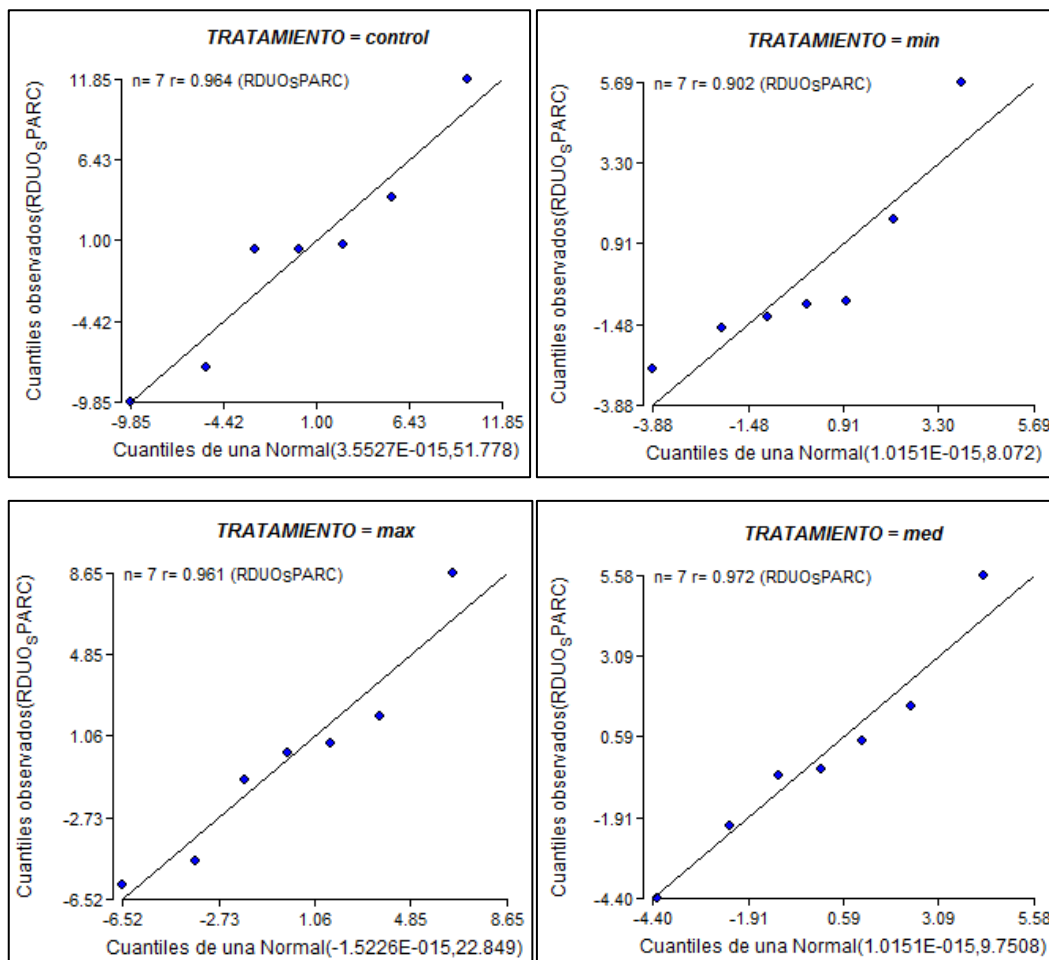 TRATAMIENTO = control
n= 7 r= 0.964 (RDUOsPARC)
Cuantiles observados(RDUOsPARC)
11.85
6.43
1.00
-4.42
-9.85
-9.85 -4.42 1.00 6.43 11.85
Cuantiles de una Normal(3.5527E-015,51.778)
TRATAMIENTO = min
n= 7 r= 0.902 (RDUOsPARC)
Cuantiles observados(RDUOsPARC)
5.69
3.30
0.91
-1.48
-3.88
-3.88 -1.48 0.91 3.30 5.69
Cuantiles de una Normal(1.0151E-015,8.072)
TRATAMIENTO = max
n= 7 r= 0.961 (RDUOsPARC)
Cuantiles observados(RDUOsPARC)
8.65
4.85
1.06
-2.73
-6.52
-6.52 -2.73 1.06 4.85 8.65
Cuantiles de una Normal(-1.5226E-015,22.849)
TRATAMIENTO = med
n= 7 r= 0.972 (RDUOsPARC)
Cuantiles observados(RDUOsPARC)
5.58
3.09
0.59
-1.91
-4.40
-4.40 -1.91 0.59 3.09 5.58
Cuantiles de una Normal(1.0151E-015,9.7508)